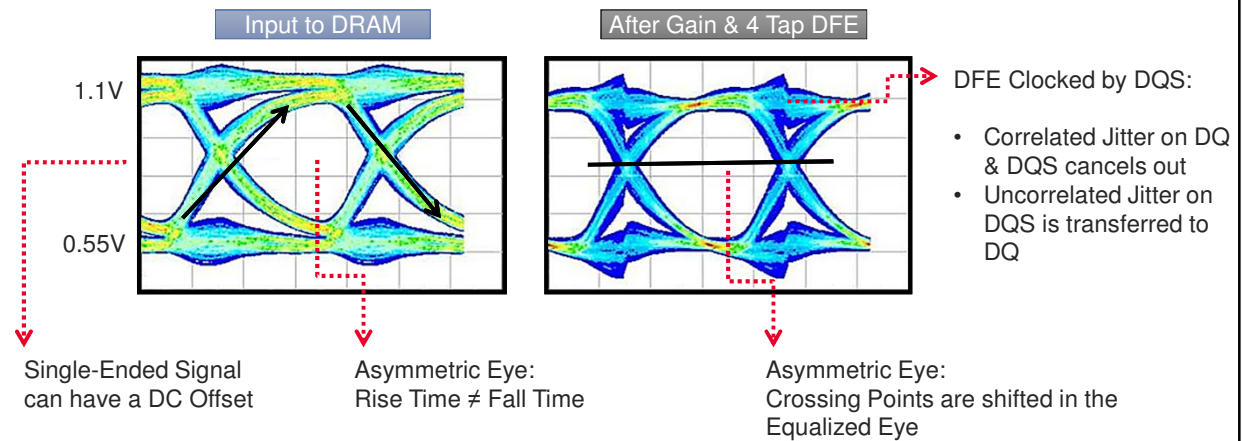 Input to DRAM
After Gain & 4 Tap DFE
1.1V
0.55V
DFE Clocked by DQS:
• Correlated Jitter on DQ
& DQS cancels out
• Uncorrelated Jitter on
DQS is transferred to
DQ
Single-Ended Signal
can have a DC Offset
Asymmetric Eye:
Rise Time ≠ Fall Time
Asymmetric Eye:
Crossing Points are shifted in the
Equalized Eye